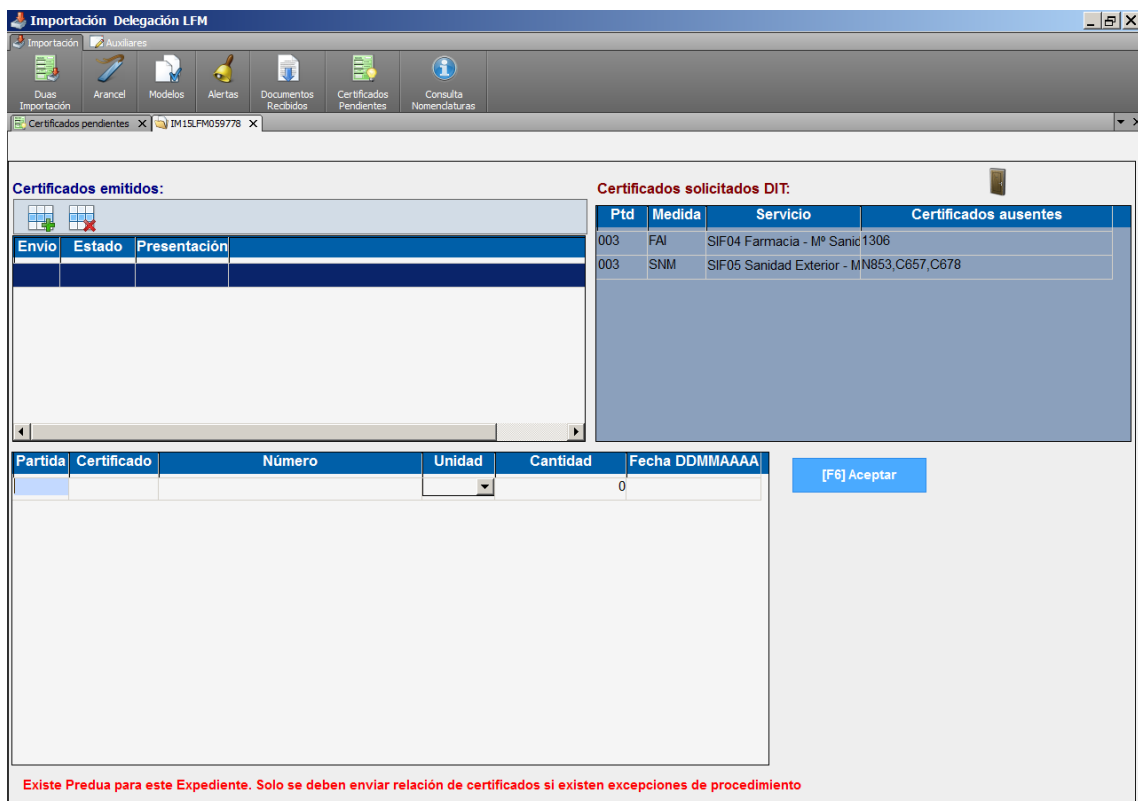 Importación Delegación LFM
Importación Auxiliares
Duas Importación Arancel Modelos Alertas Documentos Recibidos Certificados Pendientes Consulta Nomenclaturas
Certificados pendientes X IM15LFM059778 X
Certificados emitidos:
Certificados solicitados DIT:
Envío Estado Presentación
Ptd Medida Servicio Certificados ausentes
003 FAI SIF04 Farmacia - Mº Sanic 1306
003 SNM SIF05 Sanidad Exterior - M N853,C657,C678
Partida Certificado Número Unidad Cantidad Fecha DDMMAAAA
0
[F6] Aceptar
Existe Predua para este Expediente. Solo se deben enviar relación de certificados si existen excepciones de procedimiento